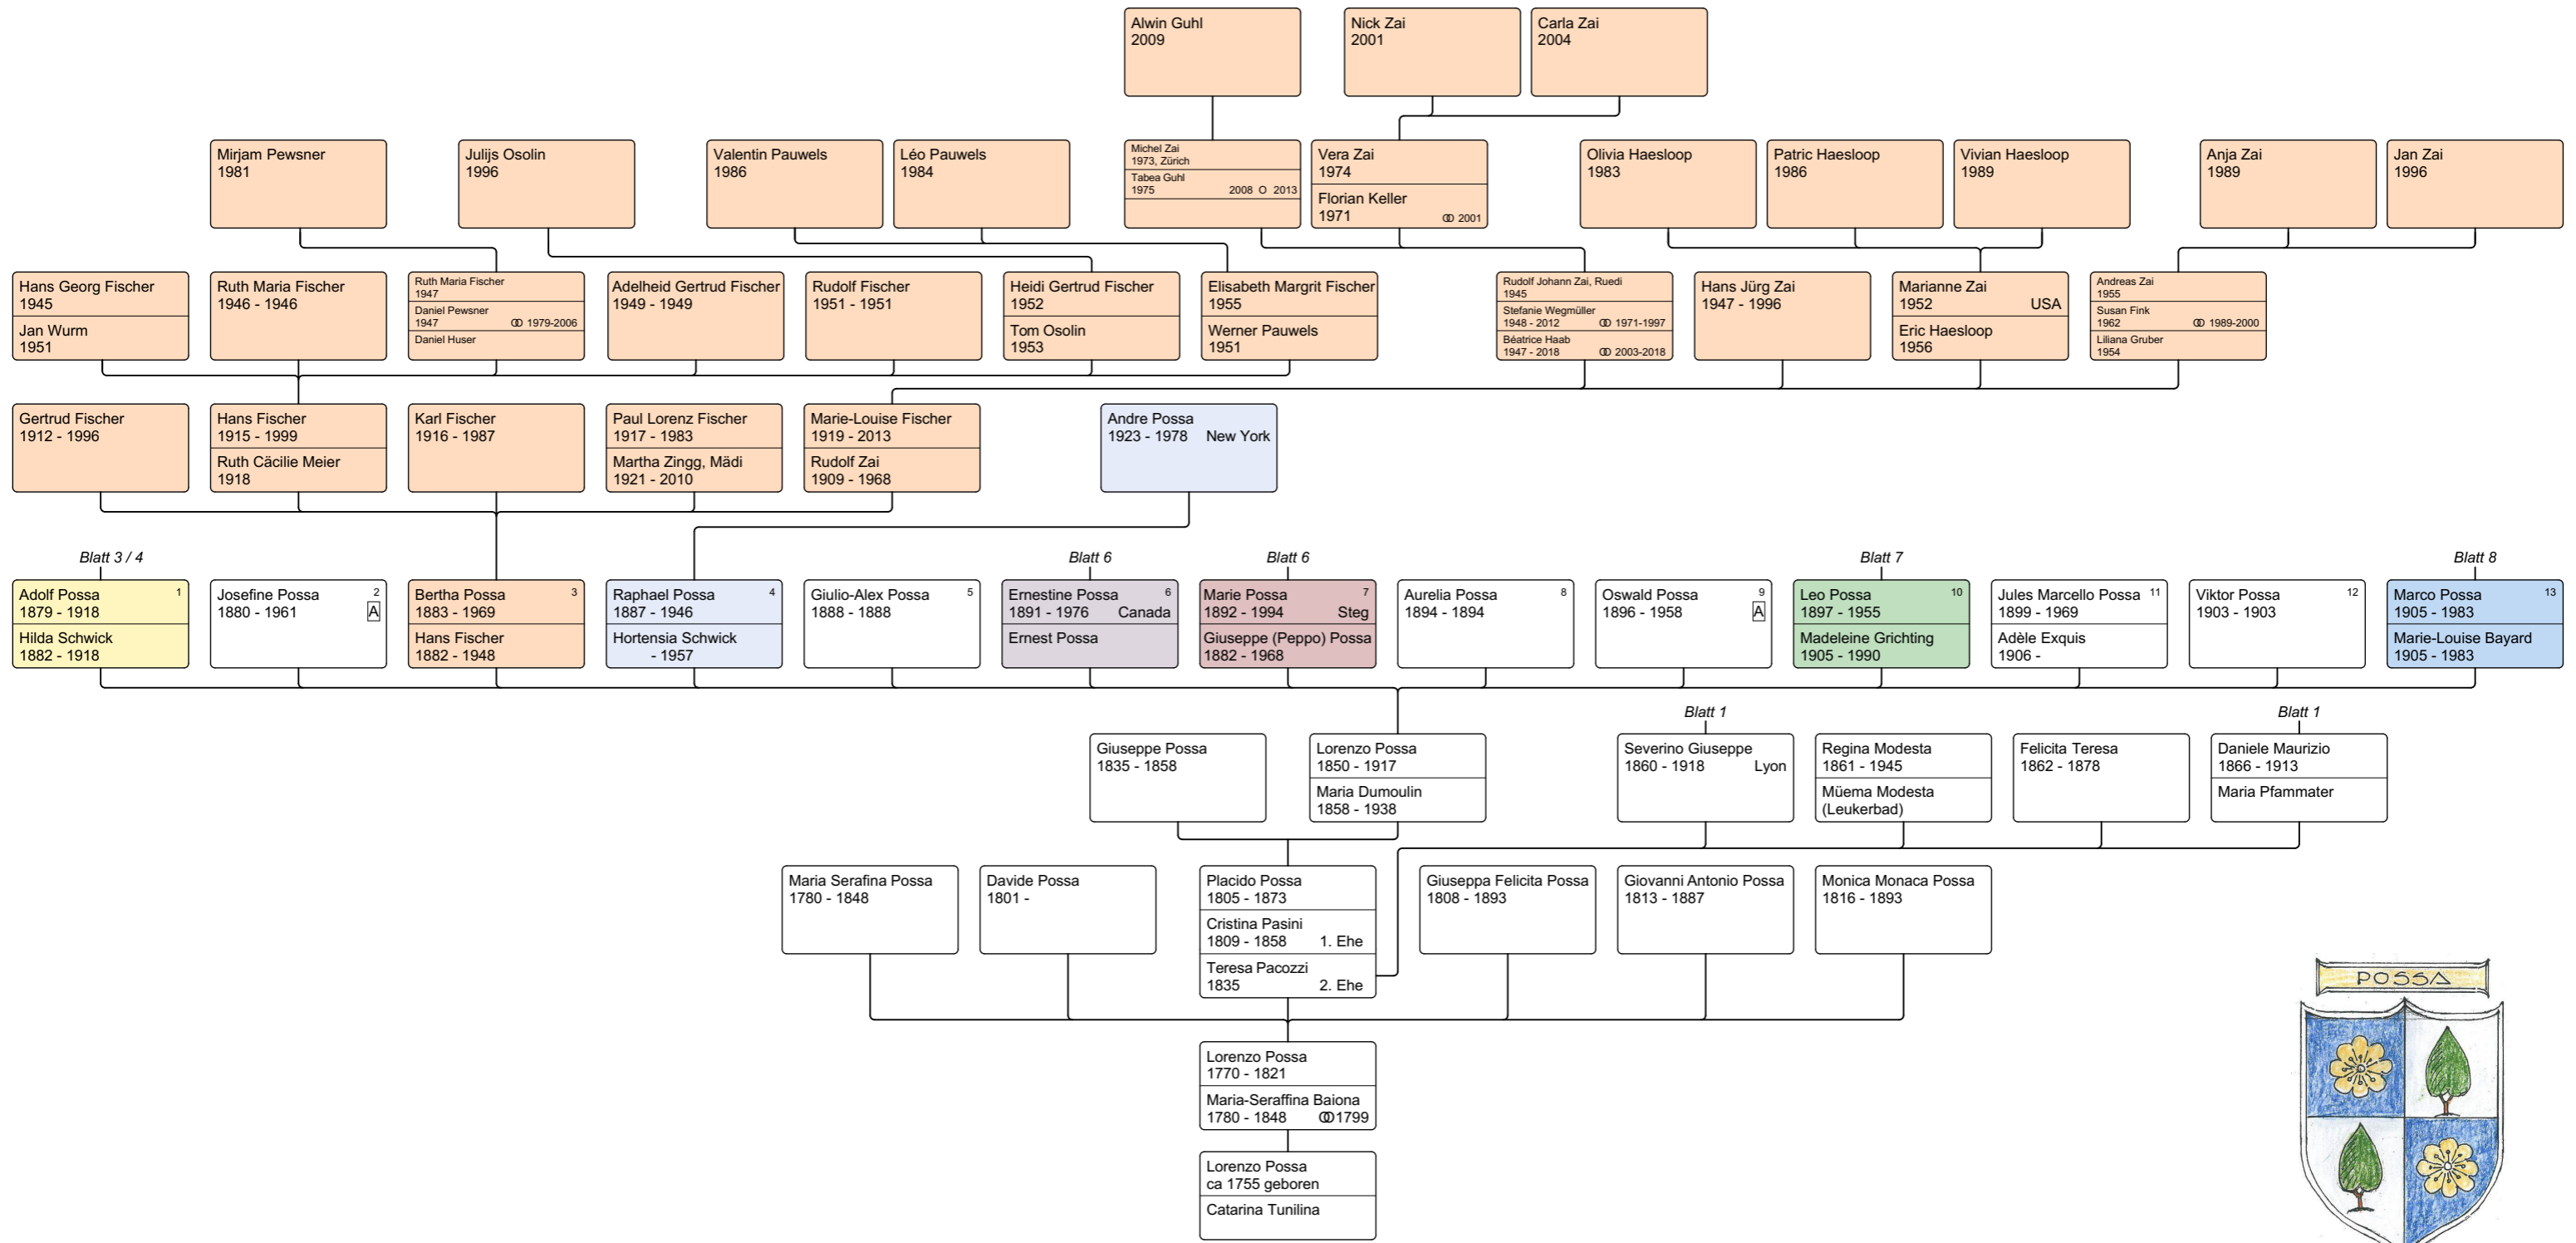 Alwin Guhl
2009
Nick Zai
2001
Carla Zai
2004
Mirjam Pewsner
1981
Julijs Osolin
1996
Valentin Pauwels
1986
Léo Pauwels
1984
Michel Zai
1973, Zürich
Tabea Guhl
1975 2008 O 2013
Vera Zai
1974
Florian Keller
1971 ⚭ 2001
Olivia Haesloop
1983
Patric Haesloop
1986
Vivian Haesloop
1989
Anja Zai
1989
Jan Zai
1996
Hans Georg Fischer
1945
Jan Wurm
1951
Ruth Maria Fischer
1946 - 1946
Ruth Maria Fischer
1947
Daniel Pewsner
1947 ⚭ 1979-2006
Daniel Huser
Adelheid Gertrud Fischer
1949 - 1949
Rudolf Fischer
1951 - 1951
Heidi Gertrud Fischer
1952
Tom Osolin
1953
Elisabeth Margrit Fischer
1955
Werner Pauwels
1951
Rudolf Johann Zai, Ruedi
1945
Stefanie Wegmüller
1948 - 2012 ⚭ 1971-1997
Béatrice Haab
1947 - 2018 ⚭ 2003-2018
Hans Jürg Zai
1947 - 1996
Marianne Zai
1952 USA
Eric Haesloop
1956
Andreas Zai
1955
Susan Fink
1962 ⚭ 1989-2000
Liliana Gruber
1954
Gertrud Fischer
1912 - 1996
Hans Fischer
1915 - 1999
Ruth Cäcilie Meier
1918
Karl Fischer
1916 - 1987
Paul Lorenz Fischer
1917 - 1983
Martha Zingg, Mädi
1921 - 2010
Marie-Louise Fischer
1919 - 2013
Rudolf Zai
1909 - 1968
Andre Possa
1923 - 1978 New York
Blatt 3 / 4
Adolf Possa 1
1879 - 1918
Hilda Schwick
1882 - 1918
Josefine Possa 2
1880 - 1961 A
Bertha Possa 3
1883 - 1969
Hans Fischer
1882 - 1948
Raphael Possa 4
1887 - 1946
Hortensia Schwick
- 1957
Giulio-Alex Possa 5
1888 - 1888
Blatt 6
Ernestine Possa 6
1891 - 1976 Canada
Ernest Possa
Blatt 6
Marie Possa 7
1892 - 1994 Steg
Giuseppe (Peppo) Possa
1882 - 1968
Aurelia Possa 8
1894 - 1894
Oswald Possa 9
1896 - 1958 A
Blatt 7
Leo Possa 10
1897 - 1955
Madeleine Grichting
1905 - 1990
Jules Marcello Possa 11
1899 - 1969
Adèle Exquis
1906 -
Viktor Possa 12
1903 - 1903
Blatt 8
Marco Possa 13
1905 - 1983
Marie-Louise Bayard
1905 - 1983
Giuseppe Possa
1835 - 1858
Lorenzo Possa
1850 - 1917
Maria Dumoulin
1858 - 1938
Blatt 1
Severino Giuseppe
1860 - 1918 Lyon
Regina Modesta
1861 - 1945
Müema Modesta
(Leukerbad)
Felicita Teresa
1862 - 1878
Blatt 1
Daniele Maurizio
1866 - 1913
Maria Pfammater
Maria Serafina Possa
1780 - 1848
Davide Possa
1801 -
Placido Possa
1805 - 1873
Cristina Pasini
1809 - 1858 1. Ehe
Teresa Pacozzi
1835 2. Ehe
Giuseppa Felicita Possa
1808 - 1893
Giovanni Antonio Possa
1813 - 1887
Monica Monaca Possa
1816 - 1893
Lorenzo Possa
1770 - 1821
Maria-Seraffina Baiona
1780 - 1848 ⚭1799
Lorenzo Possa
ca 1755 geboren
Catarina Tunilina
POSSA